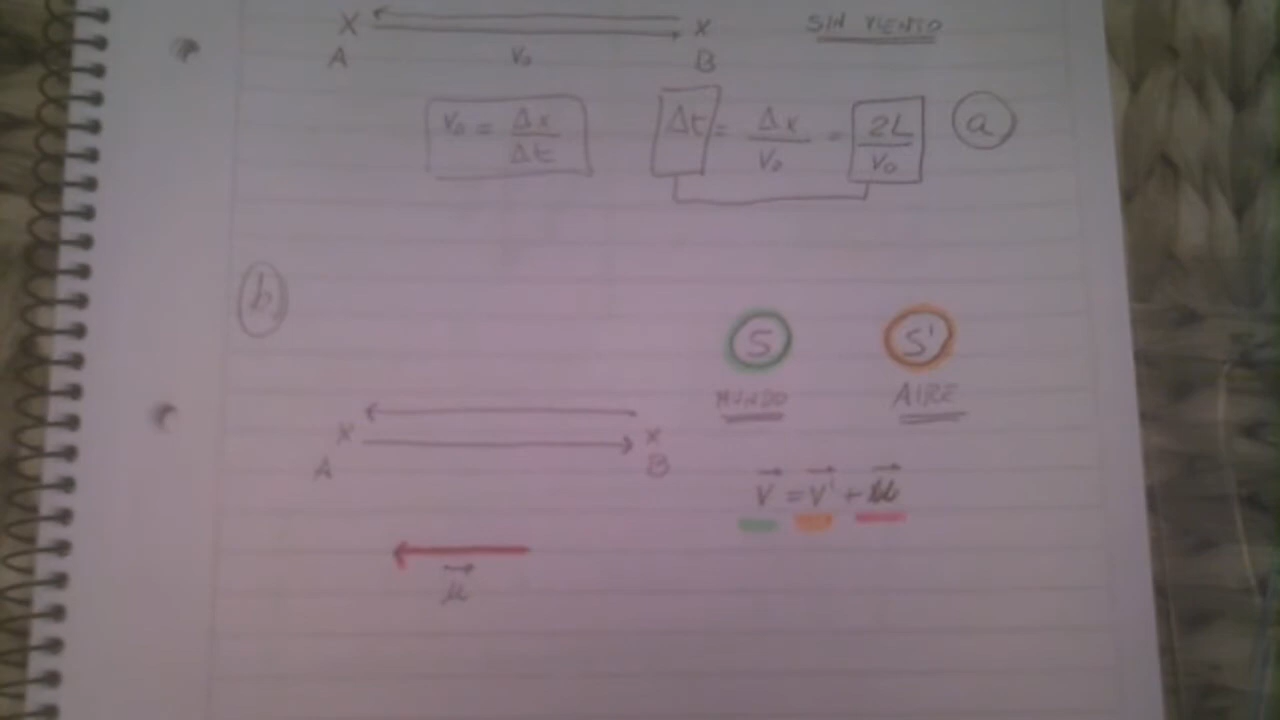 X X SIN VIENTO
A V₀ B
V₀ = Δx/Δt Δt = Δx/V₀ = 2L/V₀ a
b
S S'
MUNDO AIRE
X x
A B
v⃗ = v⃗' + u⃗
u⃗